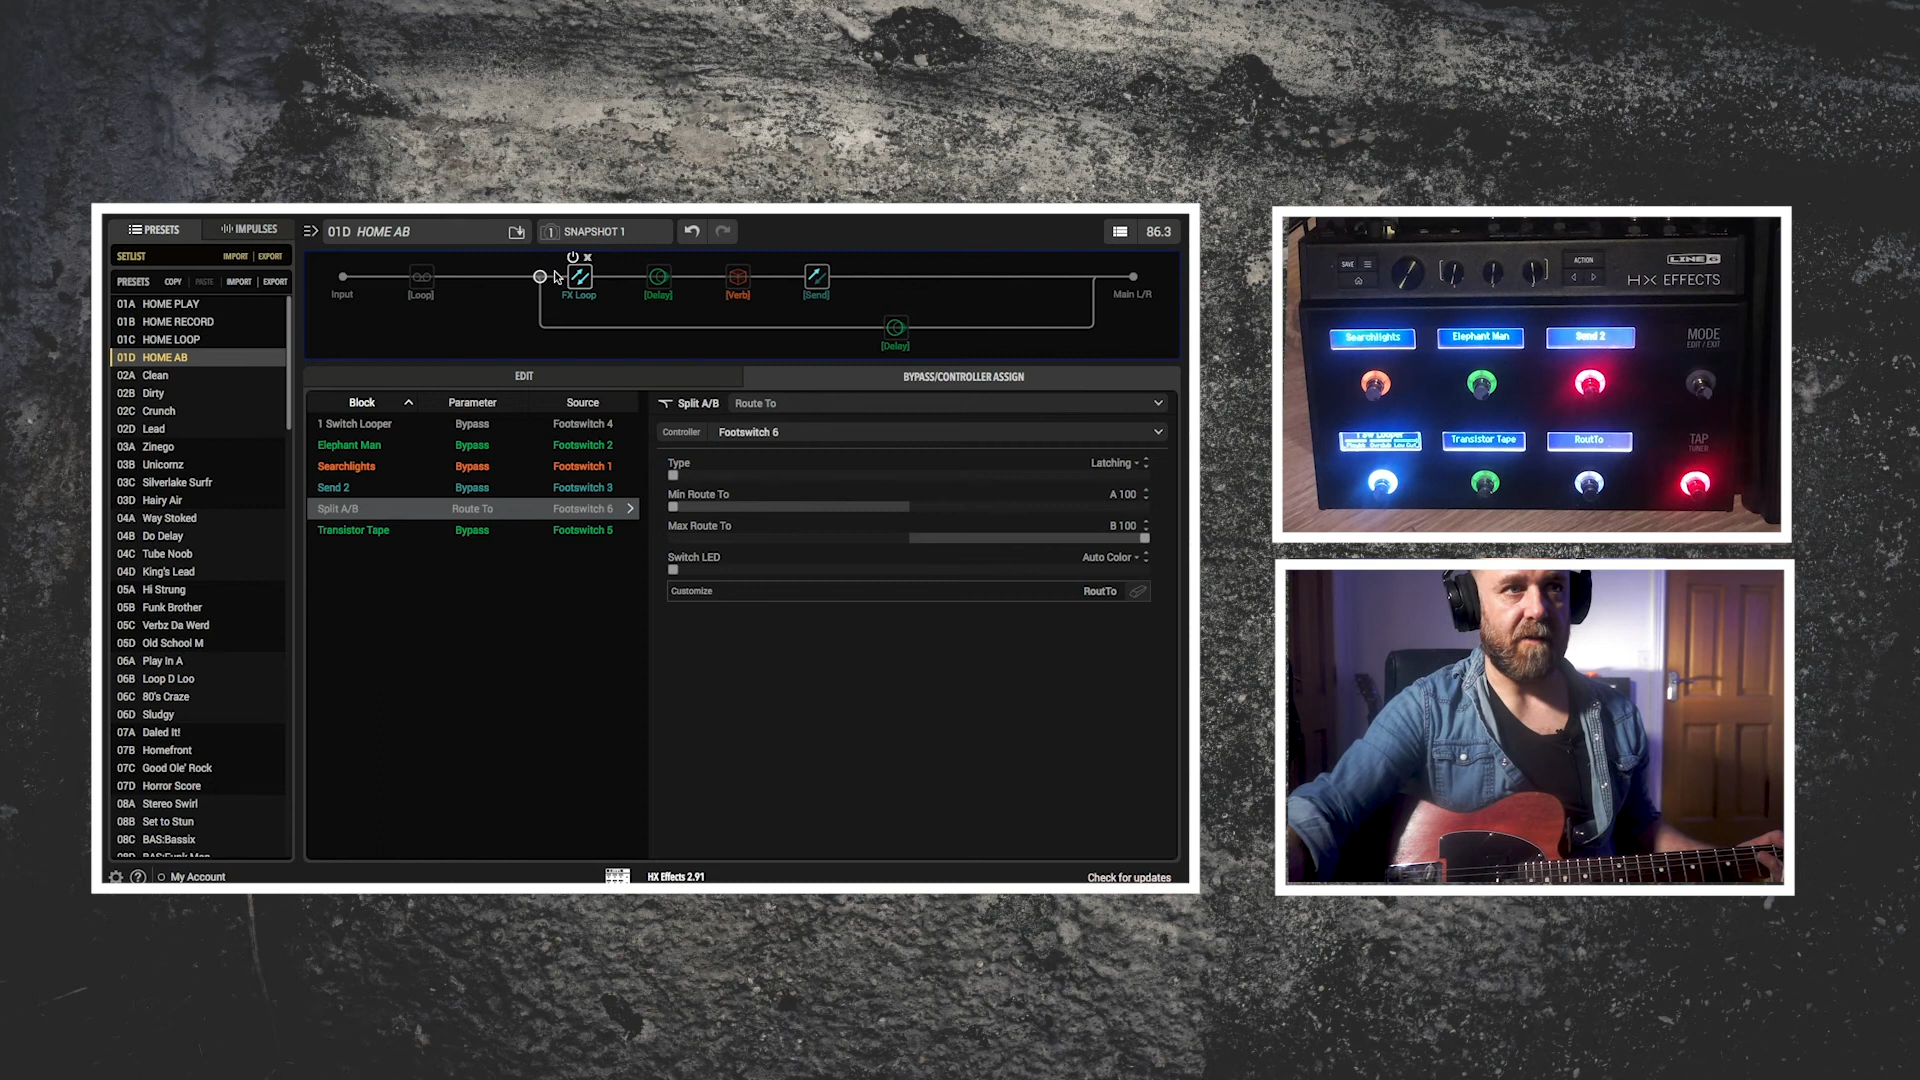 PRESETS IMPULSES
SETLIST IMPORT | EXPORT
PRESETS COPY PASTE IMPORT EXPORT
01A HOME PLAY
01B HOME RECORD
01C HOME LOOP
01D HOME AB
02A Clean
02B Dirty
02C Crunch
02D Lead
03A Zinego
03B Unicornz
03C Silverlake Surfr
03D Hairy Air
04A Way Stoked
04B Do Delay
04C Tube Noob
04D King's Lead
05A Hi Strung
05B Funk Brother
05C Verbz Da Werd
05D Old School M
06A Play In A
06B Loop D Loo
06C 80's Craze
06D Sludgy
07A Daled It!
07B Homefront
07C Good Ole' Rock
07D Horror Score
08A Stereo Swirl
08B Set to Stun
08C BAS:Bassix
My Account
01D HOME AB
1 SNAPSHOT 1
86.3
Input
[Loop]
FX Loop
[Delay]
[Verb]
[Send]
Main L/R
[Delay]
EDIT
BYPASS/CONTROLLER ASSIGN
Block Parameter Source
1 Switch Looper Bypass Footswitch 4
Elephant Man Bypass Footswitch 2
Searchlights Bypass Footswitch 1
Send 2 Bypass Footswitch 3
Split A/B Route To Footswitch 6
Transistor Tape Bypass Footswitch 5
Split A/B Route To
Controller Footswitch 6
Type Latching
Min Route To A 100
Max Route To B 100
Switch LED Auto Color
Customize RoutTo
HX Effects 2.91
Check for updates
SAVE
ACTION
LINE 6
HX EFFECTS
Searchlights
Elephant Man
Send 2
MODE
EDIT / EXIT
Transistor Tape
RoutTo
TAP
TUNER